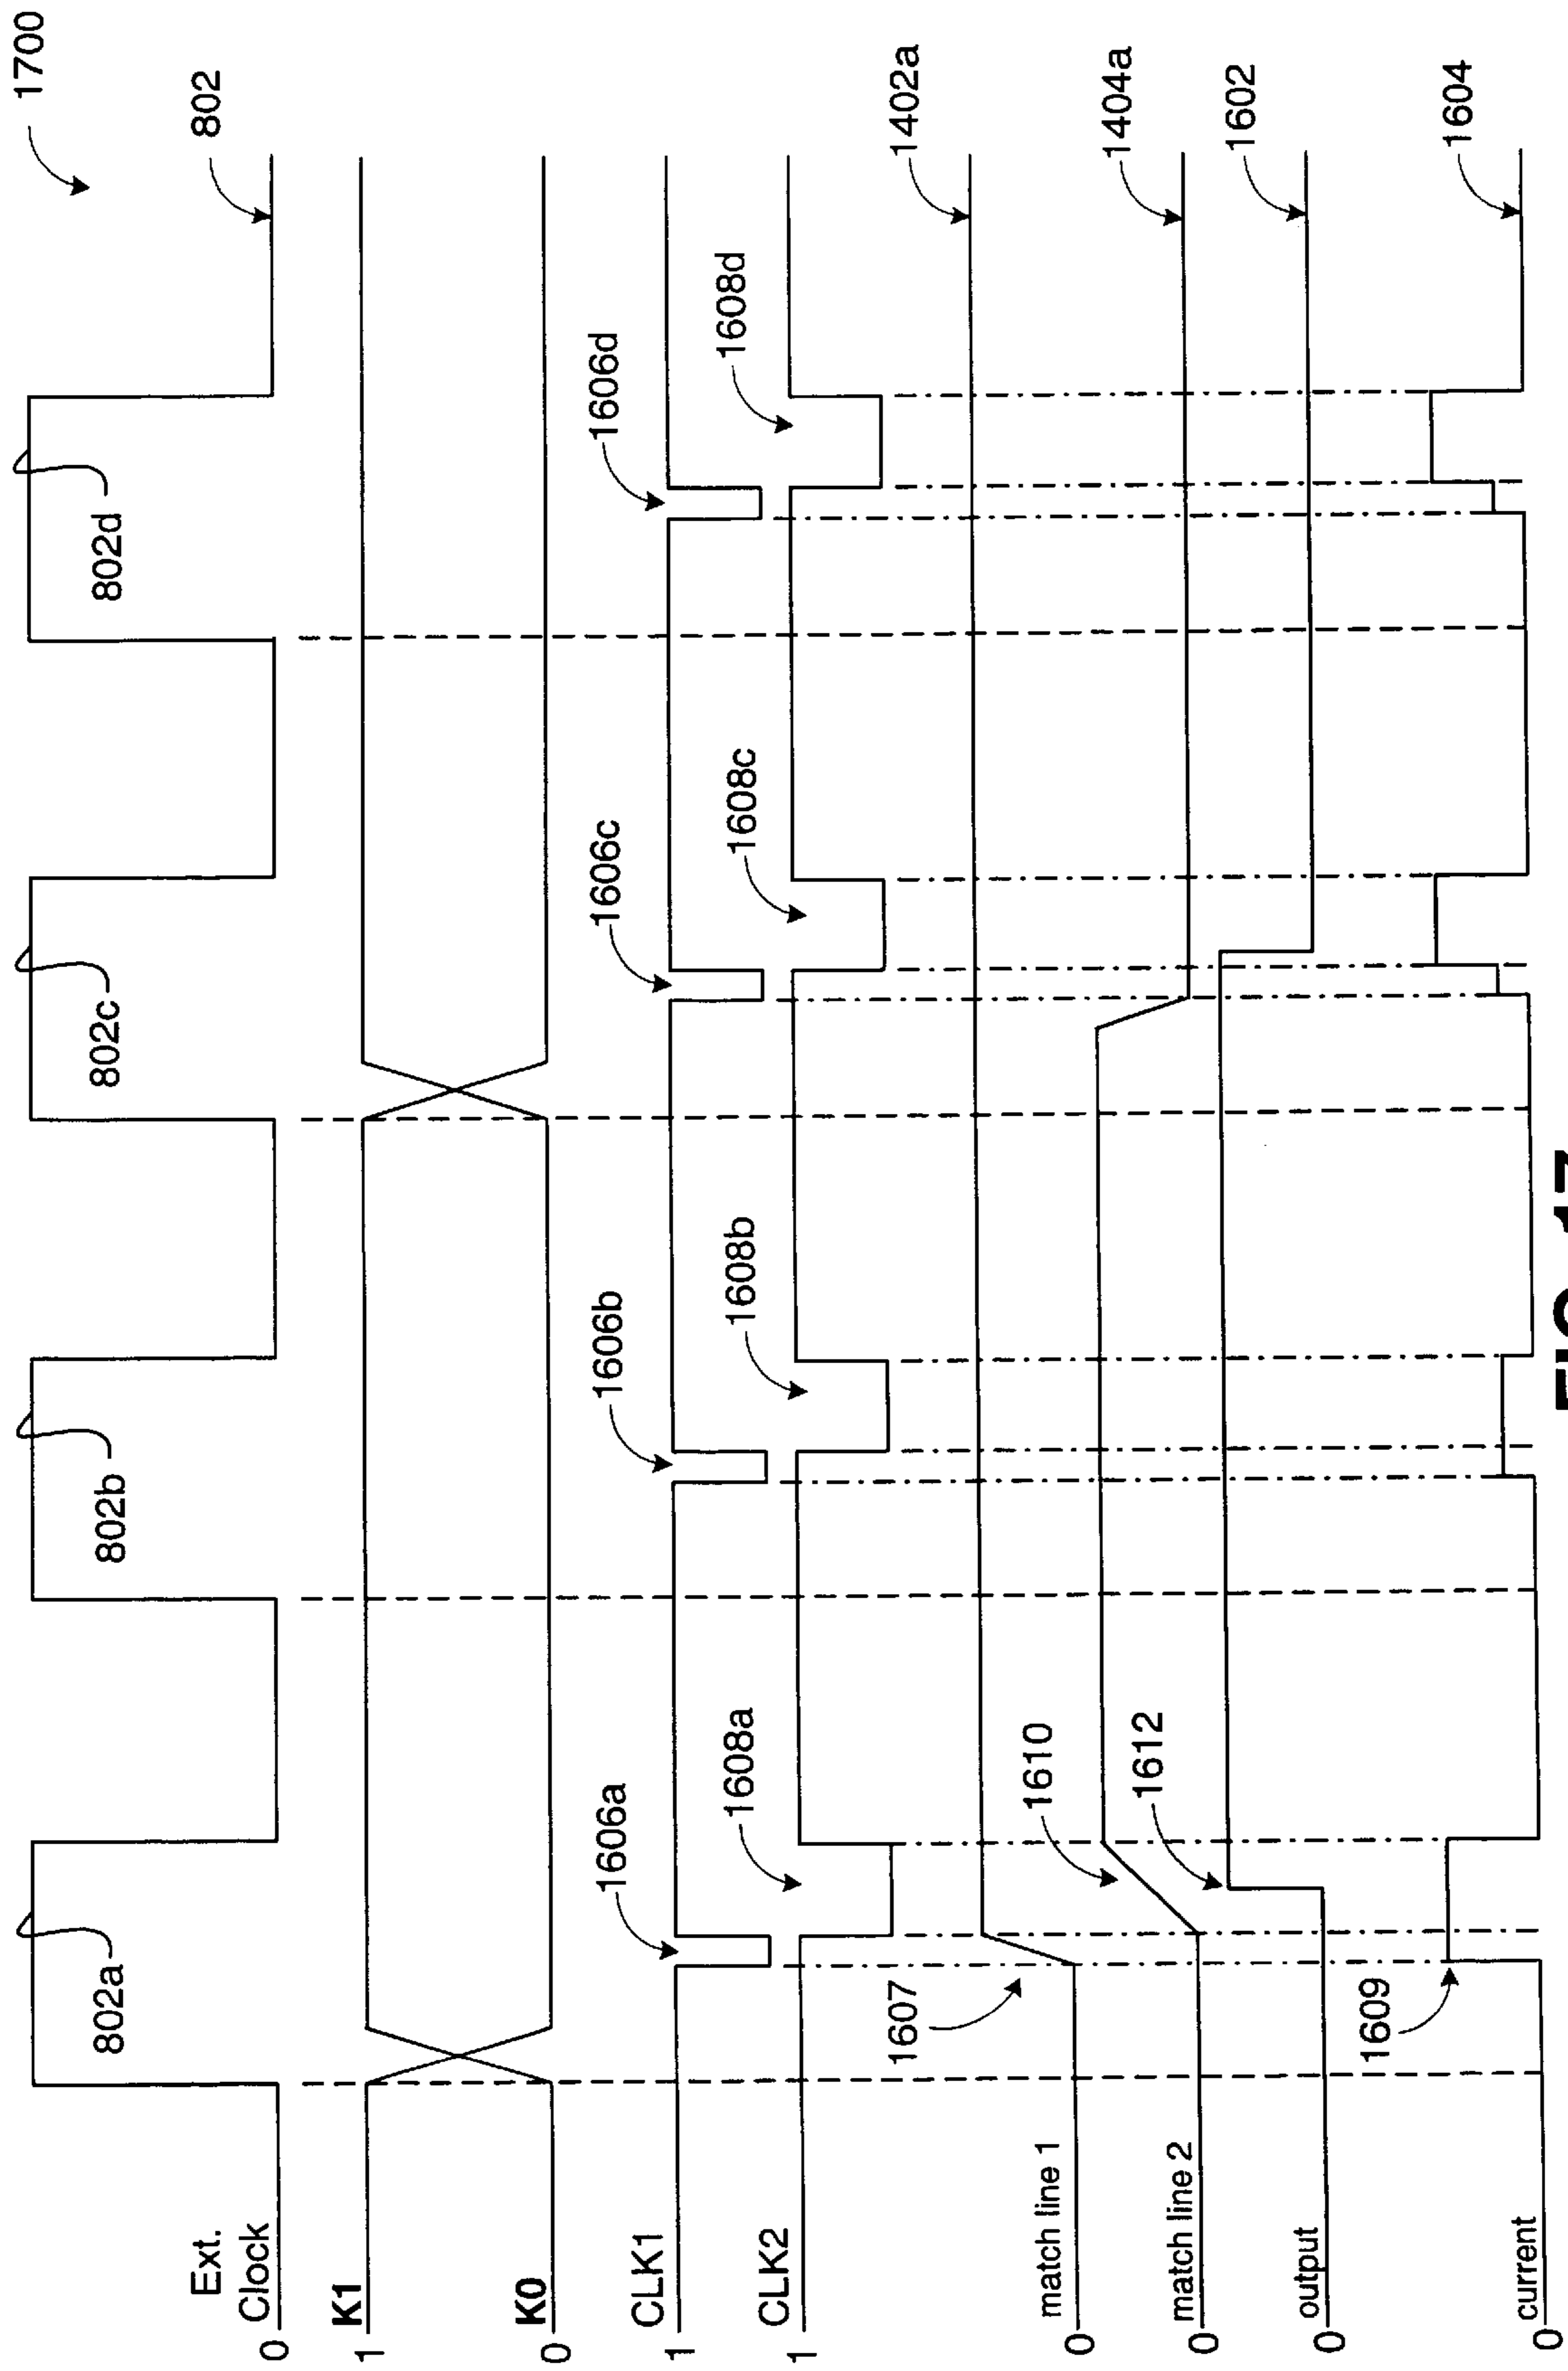 1700
802
802a
802b
802c
802d
Ext.
Clock
0
K1
1
K0
0
CLK1
1
1606a
1606b
1606c
1606d
CLK2
1
1608a
1608b
1608c
1608d
match line 1
0
1607
1402a
match line 2
0
1610
1404a
output
0
1612
1602
current
0
1609
1604